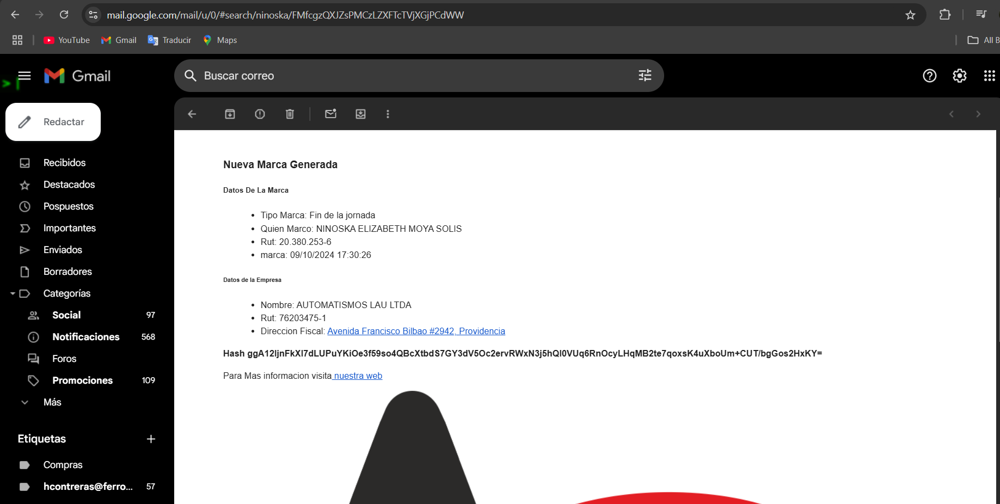 mail.google.com/mail/u/0/#search/ninoska/FMfcgzQXJZsPMCzLZXFTcTVjXGjPCdWW
YouTube
Gmail
Traducir
Maps
All B
Gmail
Buscar correo
Redactar
Recibidos
Destacados
Pospuestos
Importantes
Enviados
Borradores
Categorías
Social 97
Notificaciones 568
Foros
Promociones 109
Más
Etiquetas
Compras
hcontreras@ferro... 57
Nueva Marca Generada
Datos De La Marca
Tipo Marca: Fin de la jornada
Quien Marco: NINOSKA ELIZABETH MOYA SOLIS
Rut: 20.380.253-6
marca: 09/10/2024 17:30:26
Datos de la Empresa
Nombre: AUTOMATISMOS LAU LTDA
Rut: 76203475-1
Direccion Fiscal: Avenida Francisco Bilbao #2942, Providencia
Hash ggA12ljnFkXl7dLUPuYKiOe3f59so4QBcXtbdS7GY3dV5Oc2ervRWxN3j5hQl0VUq6RnOcyLHqMB2te7qoxsK4uXboUm+CUT/bgGos2HxKY=
Para Mas informacion visita nuestra web